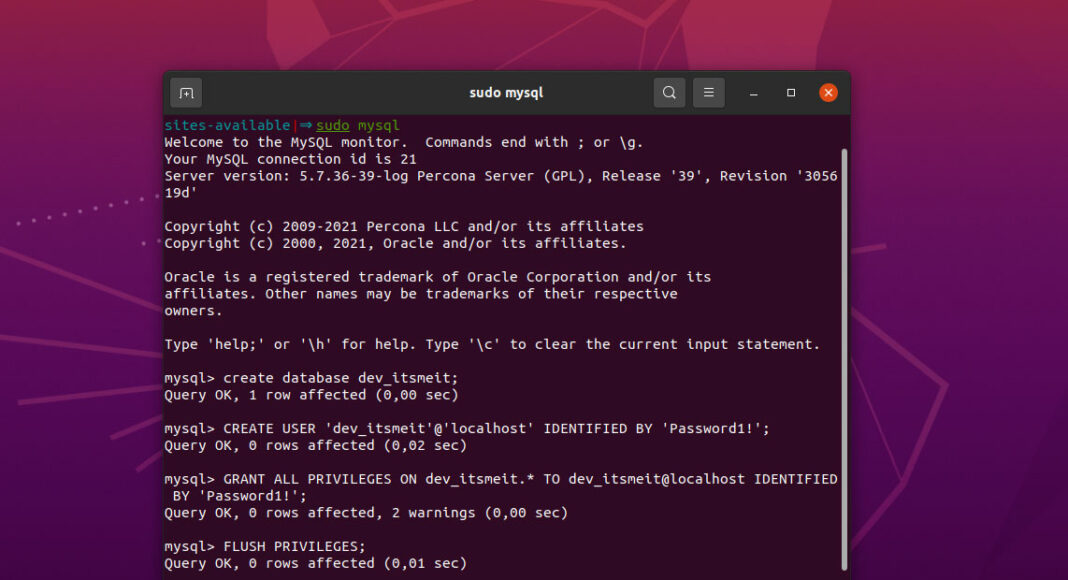 sudo mysql
sites-available|⇒ sudo mysql
Welcome to the MySQL monitor.  Commands end with ; or \g.
Your MySQL connection id is 21
Server version: 5.7.36-39-log Percona Server (GPL), Release '39', Revision '3056
19d'
Copyright (c) 2009-2021 Percona LLC and/or its affiliates
Copyright (c) 2000, 2021, Oracle and/or its affiliates.
Oracle is a registered trademark of Oracle Corporation and/or its
affiliates. Other names may be trademarks of their respective
owners.
Type 'help;' or '\h' for help. Type '\c' to clear the current input statement.
mysql> create database dev_itsmeit;
Query OK, 1 row affected (0,00 sec)
mysql> CREATE USER 'dev_itsmeit'@'localhost' IDENTIFIED BY 'Password1!';
Query OK, 0 rows affected (0,02 sec)
mysql> GRANT ALL PRIVILEGES ON dev_itsmeit.* TO dev_itsmeit@localhost IDENTIFIED
 BY 'Password1!';
Query OK, 0 rows affected, 2 warnings (0,00 sec)
mysql> FLUSH PRIVILEGES;
Query OK, 0 rows affected (0,01 sec)